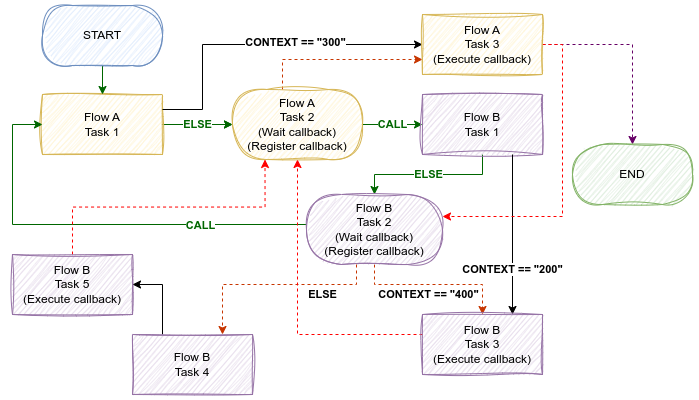 START
CONTEXT == "300"
Flow A
Task 3
(Execute callback)
Flow A
Task 1
ELSE
Flow A
Task 2
(Wait callback)
(Register callback)
CALL
Flow B
Task 1
END
ELSE
Flow B
Task 2
(Wait callback)
(Register callback)
CALL
Flow B
Task 5
(Execute callback)
CONTEXT == "200"
ELSE
CONTEXT == "400"
Flow B
Task 3
(Execute callback)
Flow B
Task 4